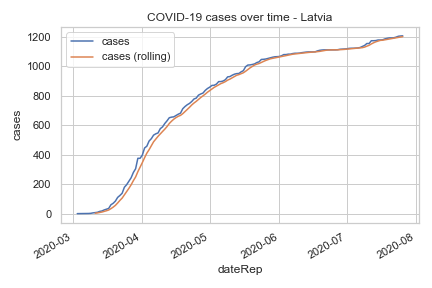 COVID-19 cases over time - Latvia
cases
cases (rolling)
1200
1000
800
600
400
200
0
cases
2020-03
2020-04
2020-05
2020-06
2020-07
2020-08
dateRep